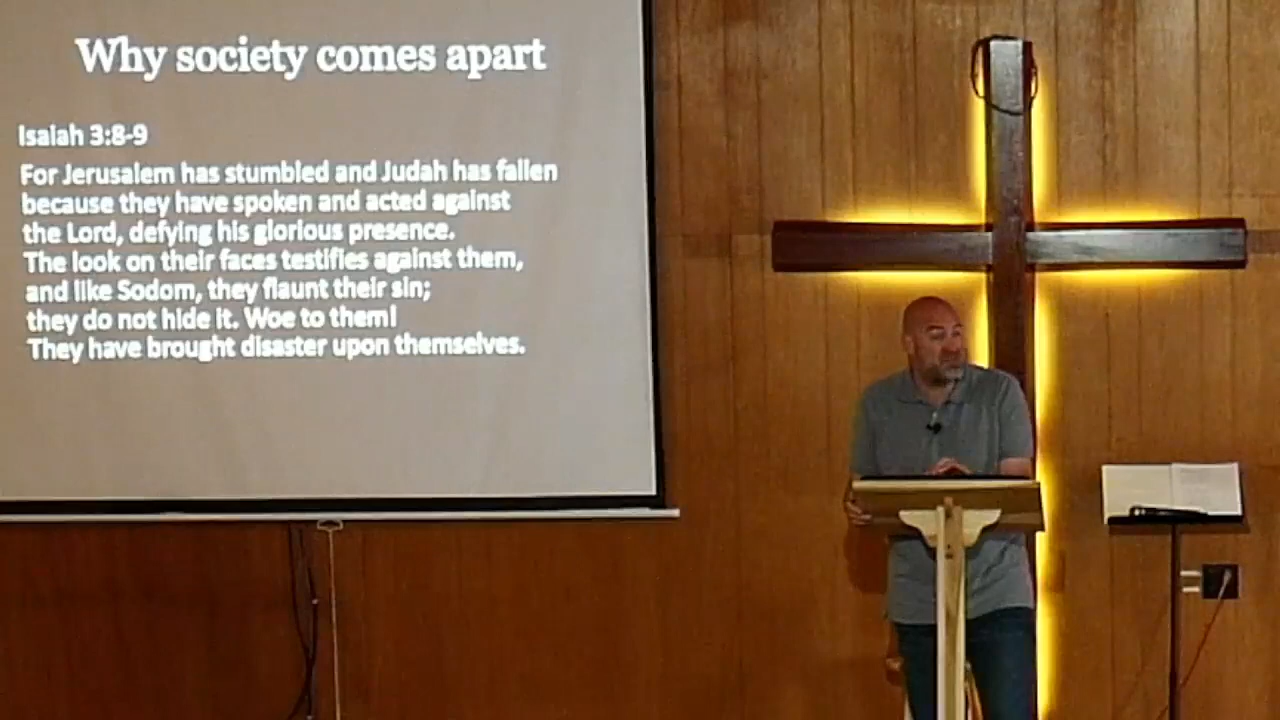 Why society comes apart
Isaiah 3:8-9
For Jerusalem has stumbled and Judah has fallen
because they have spoken and acted against
the Lord, defying his glorious presence.
The look on their faces testifies against them,
and like Sodom, they flaunt their sin;
they do not hide it. Woe to them!
They have brought disaster upon themselves.